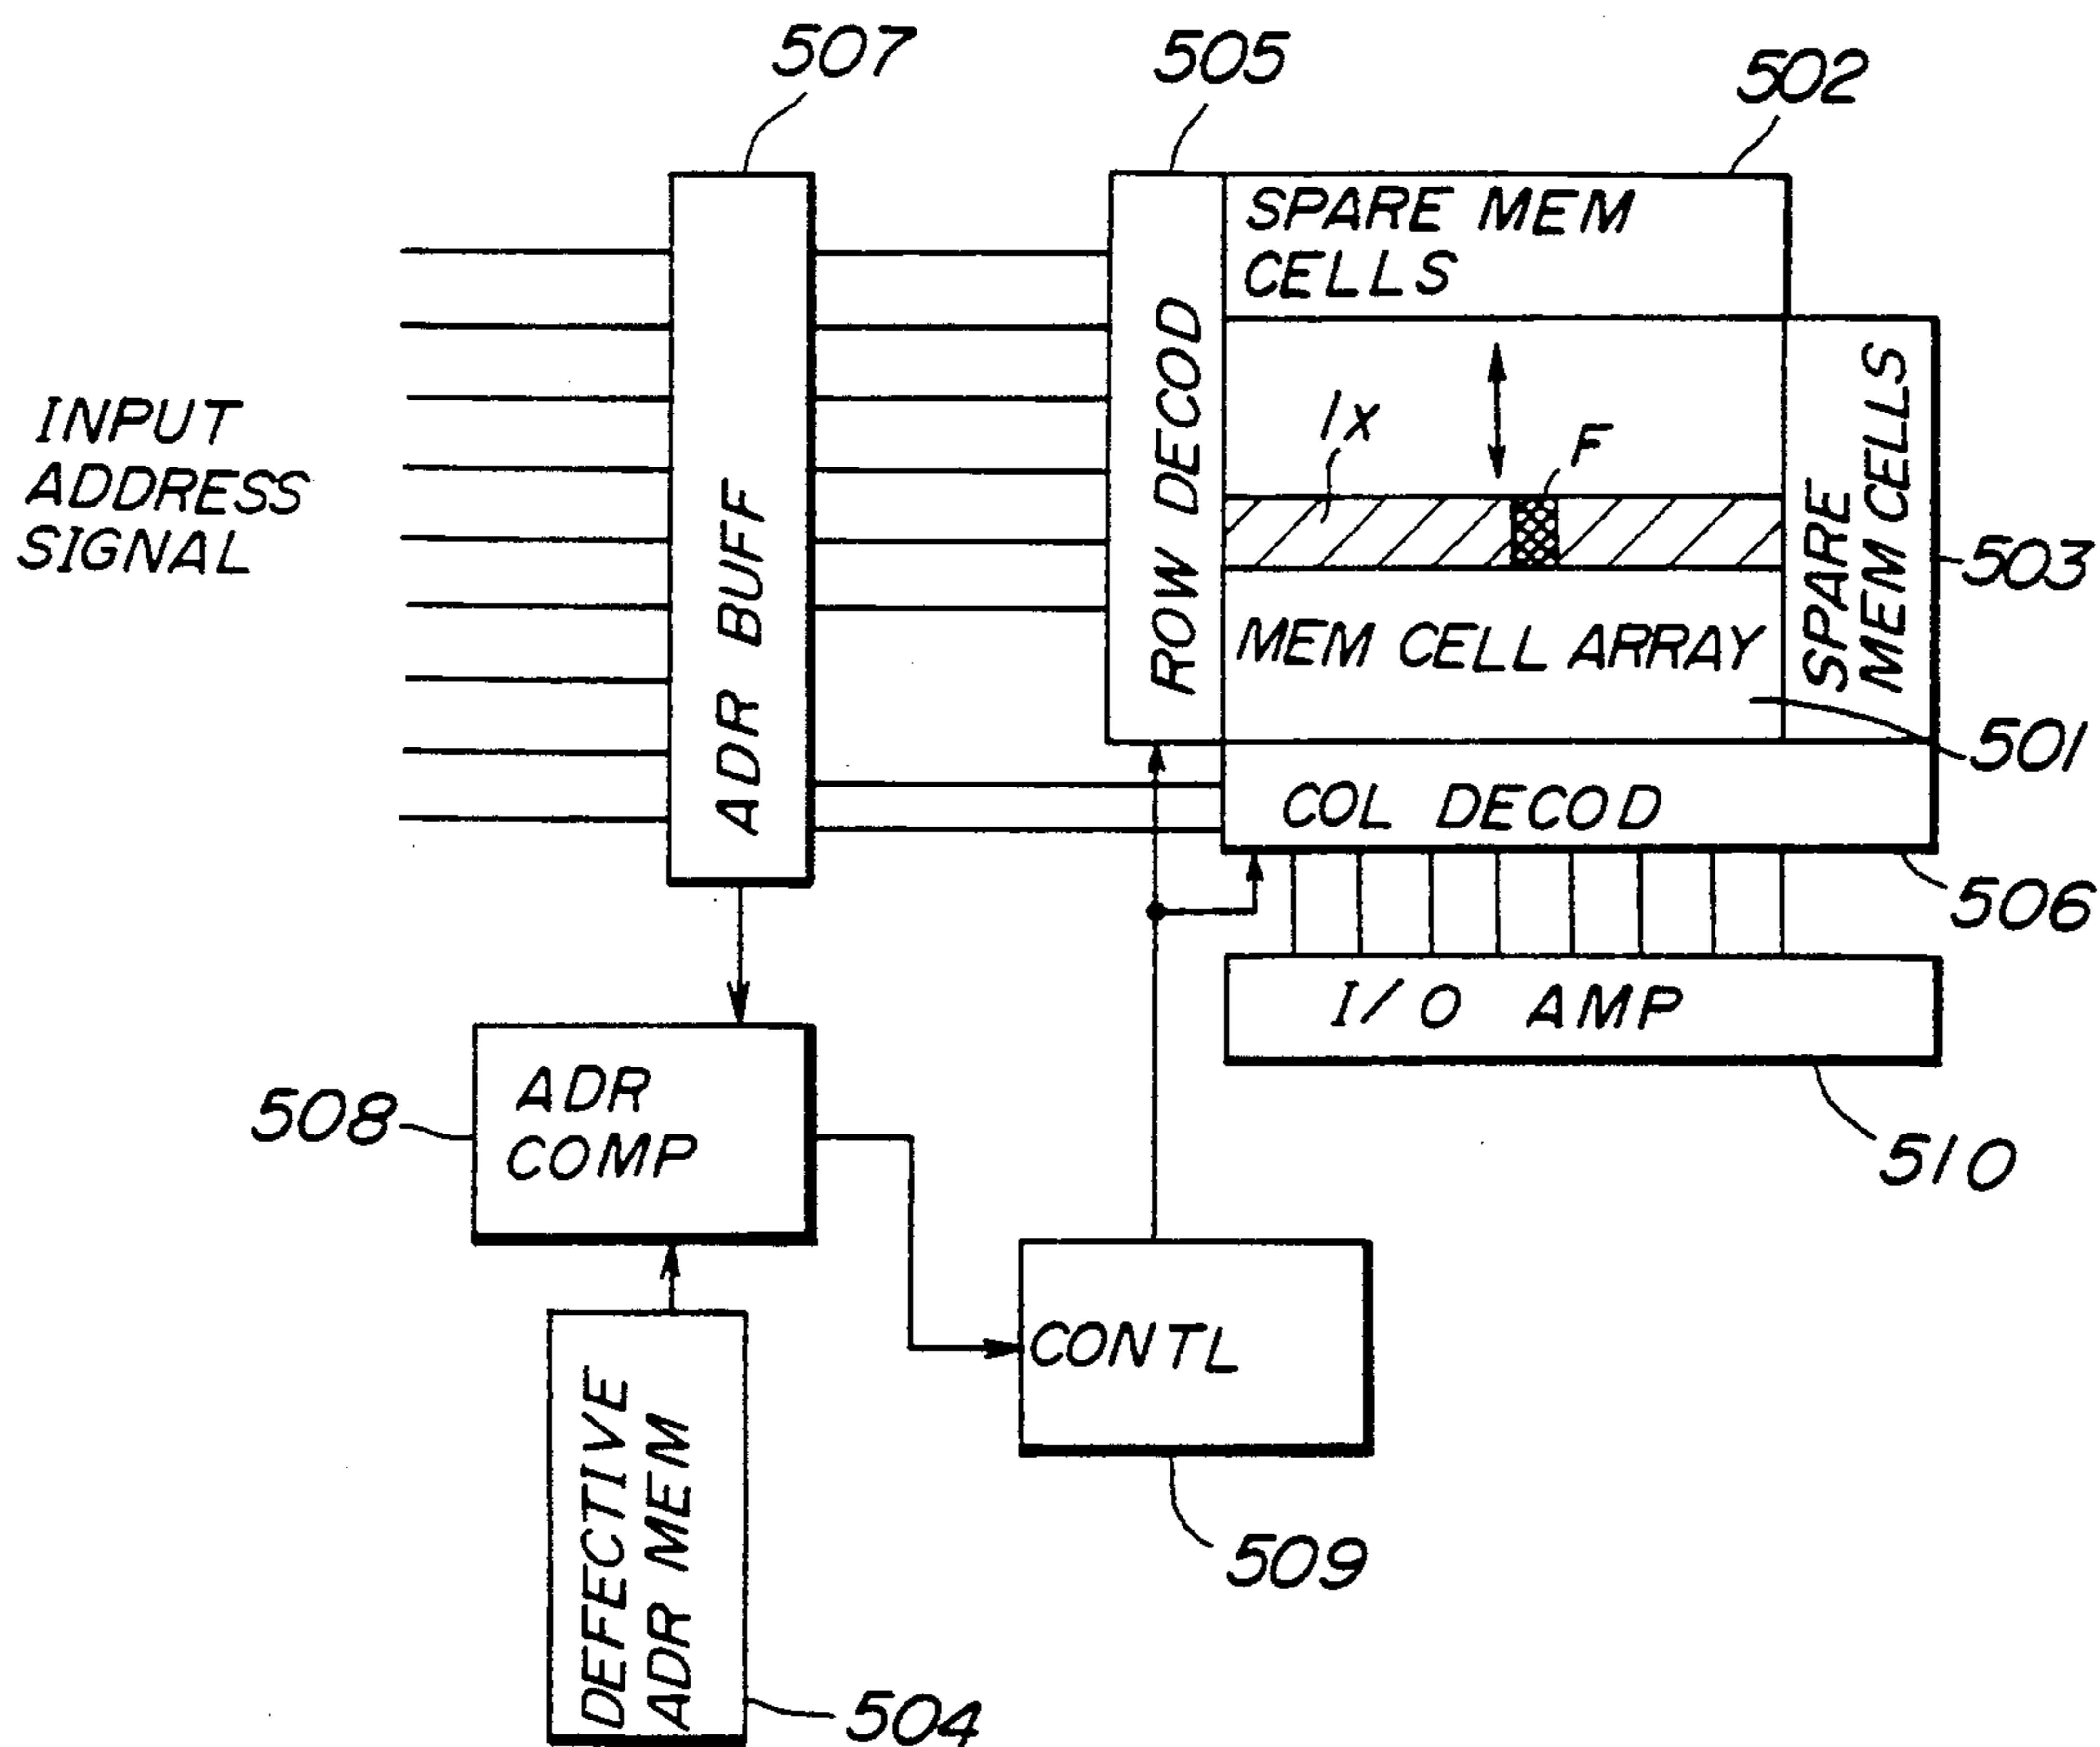 507
505
502
SPARE MEM
CELLS
INPUT
ADDRESS
SIGNAL
ADR BUFF
ROW DECOD
1X
F
SPARE
MEM CELLS
503
MEM CELL ARRAY
501
COL DECOD
506
I/O AMP
510
508
ADR
COMP
CONTL
509
DEFECTIVE
ADR MEM
504